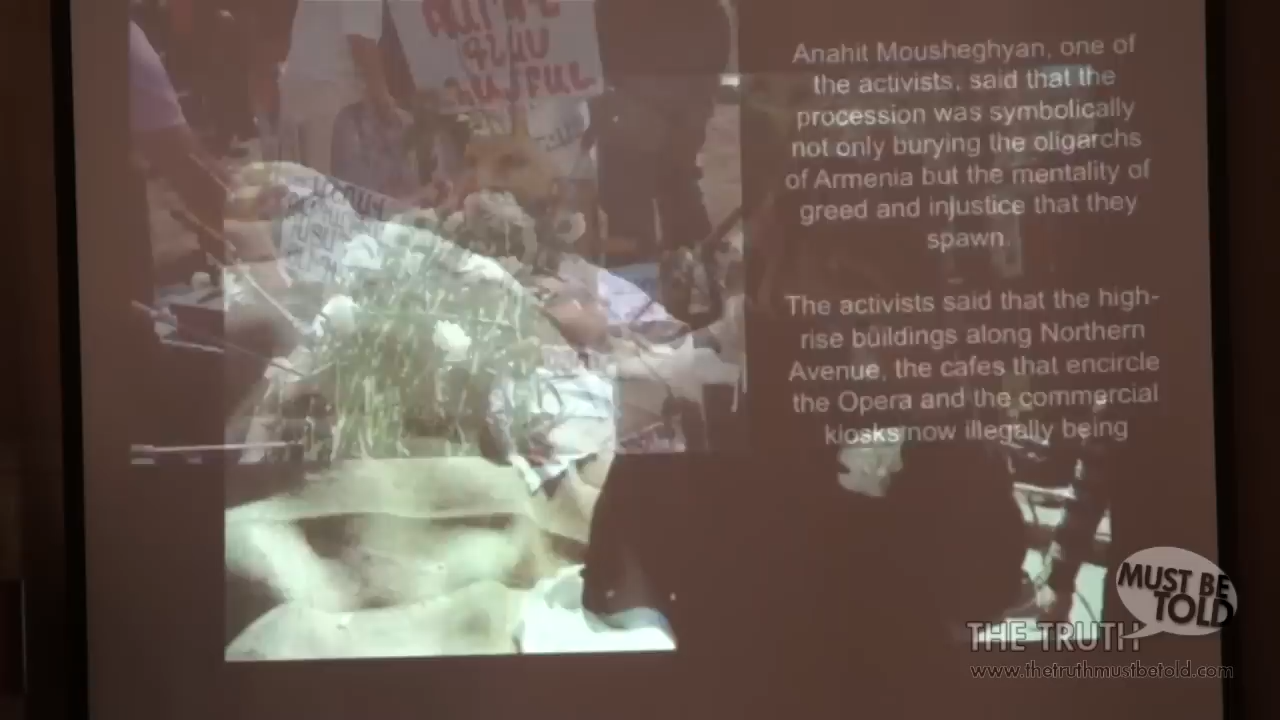 ԳՆԱՍ
Anahit Mousheghyan, one of
the activists, said that the
procession was symbolically
not only burying the oligarchs
of Armenia but the mentality of
greed and injustice that they
spawn.
The activists said that the high-
rise buildings along Northern
Avenue, the cafes that encircle
the Opera and the commercial
kiosks now illegally being
MUST BE
TOLD
THE TRUTH
www.thetruthmustbetold.com